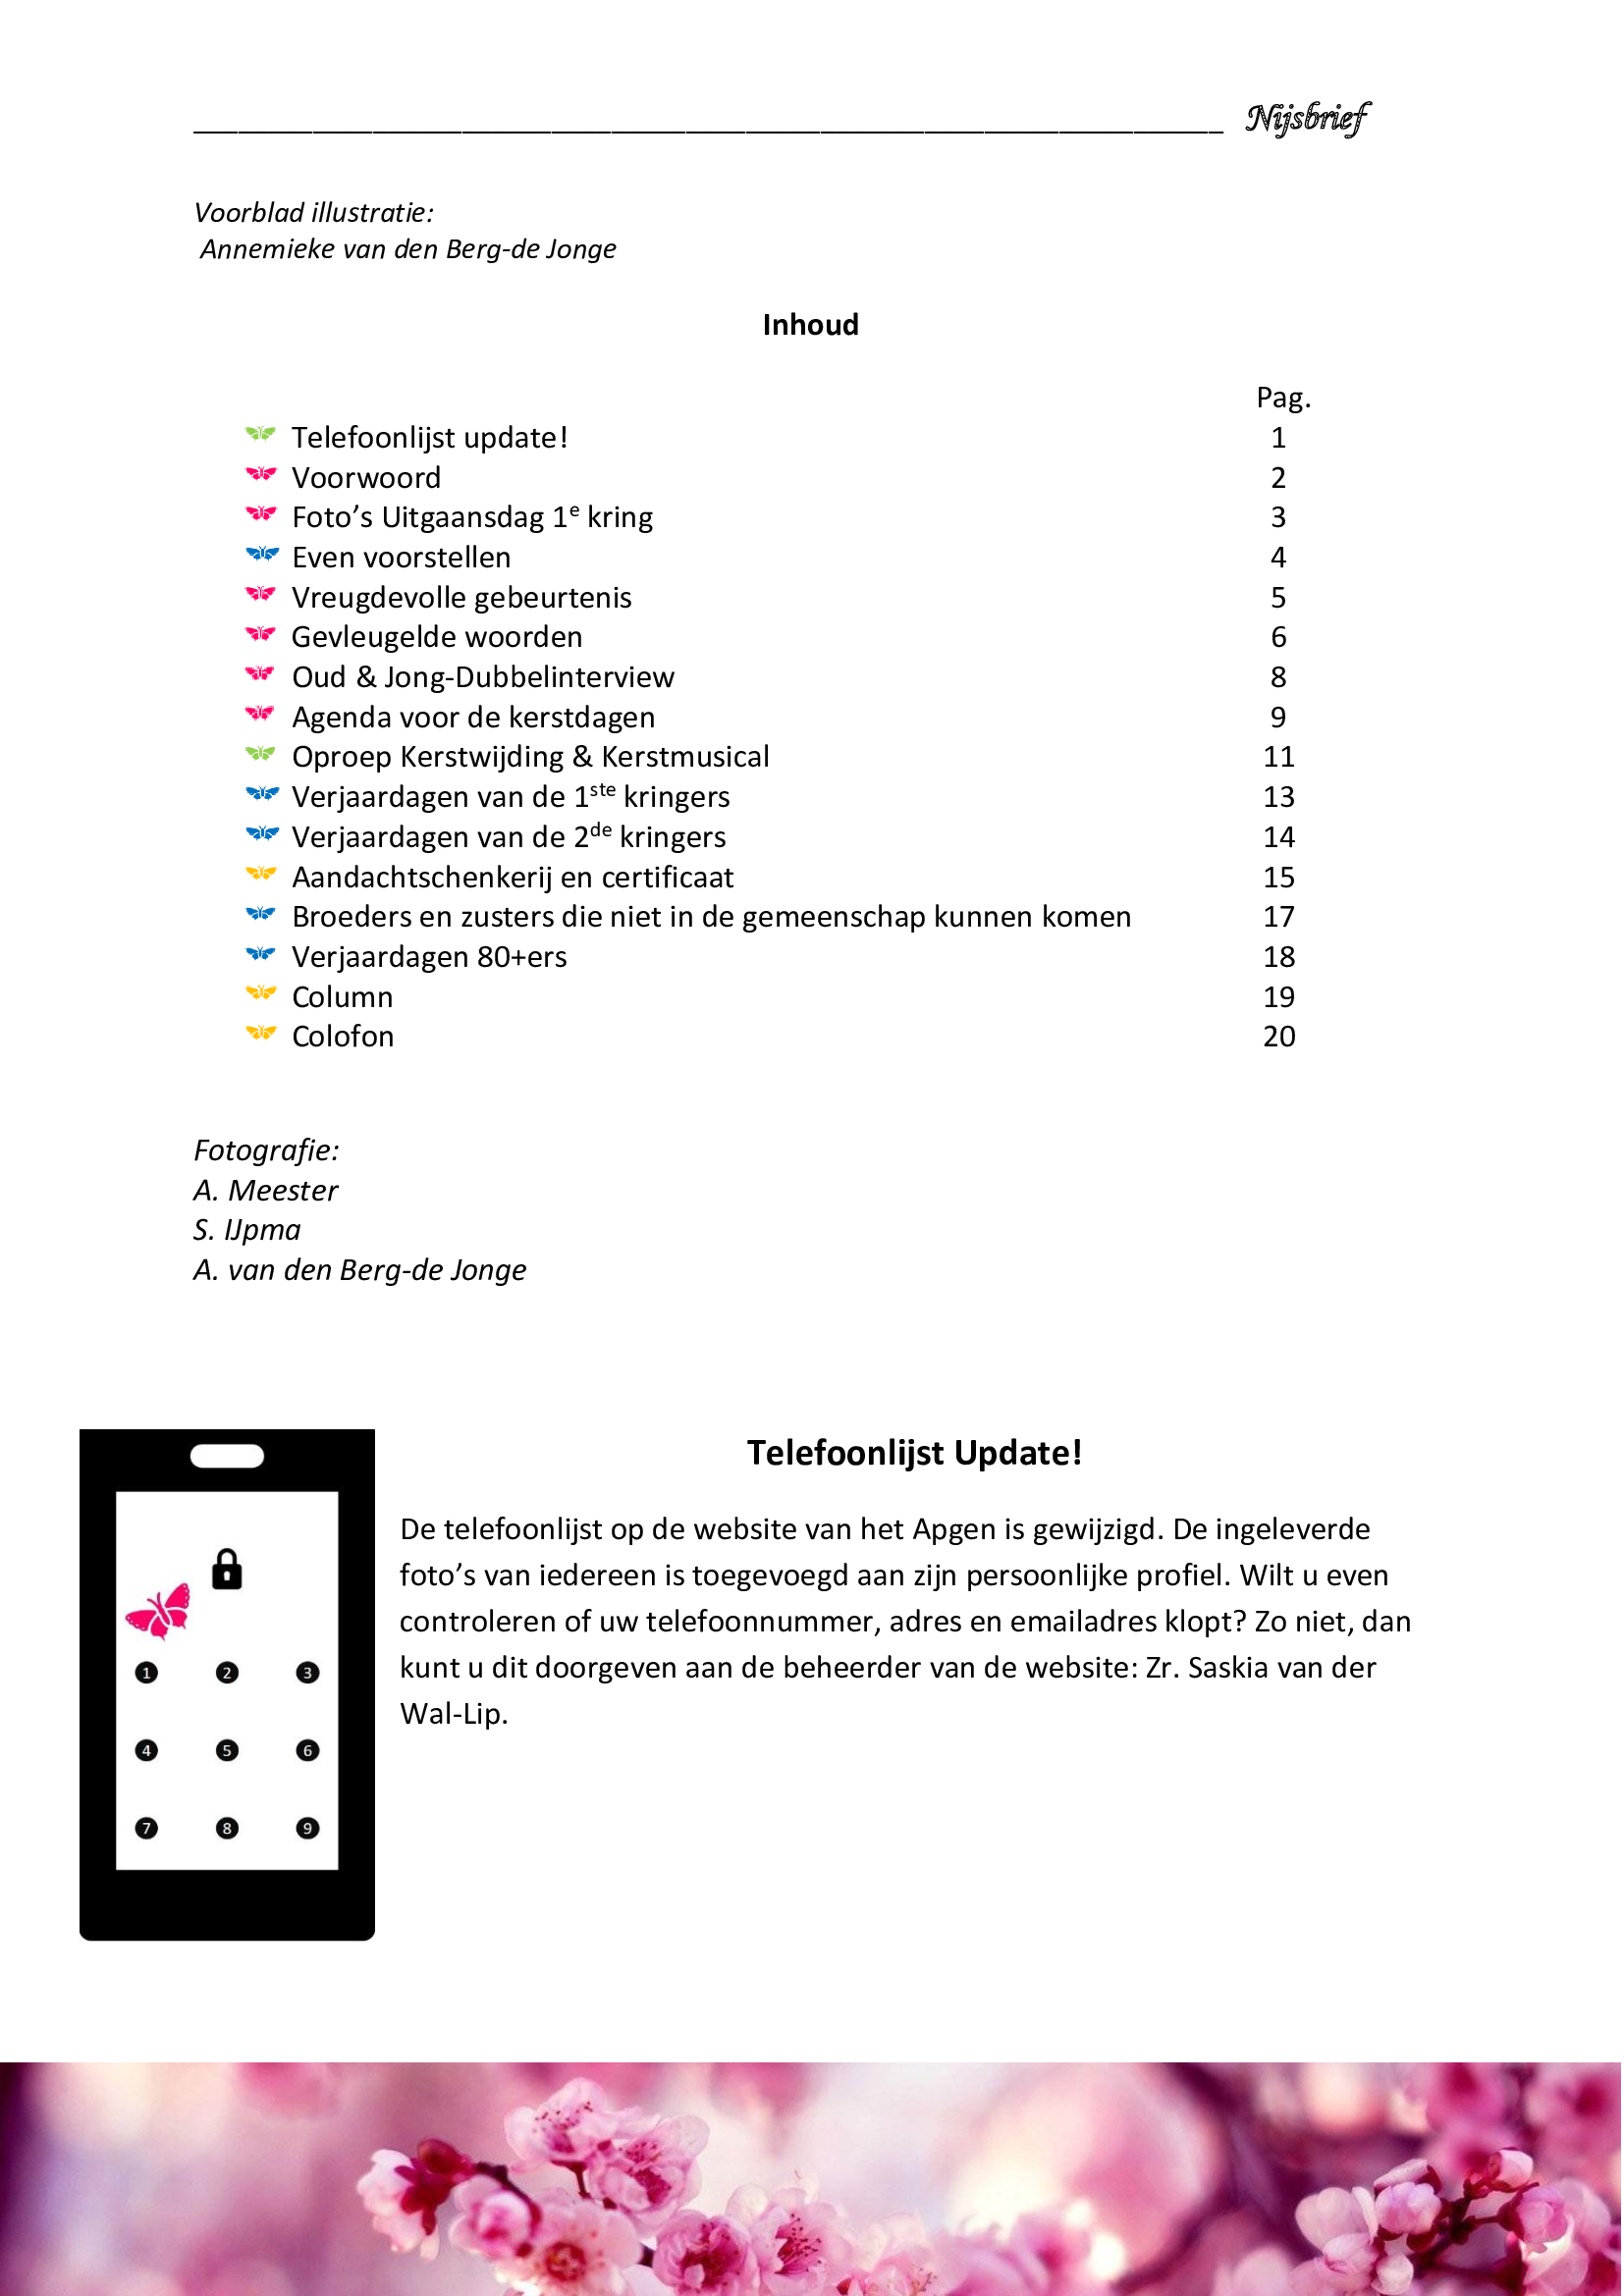 Nijsbrief
Voorblad illustratie:
Annemieke van den Berg-de Jonge
Inhoud
Pag.
Telefoonlijst update! 1
Voorwoord 2
Foto’s Uitgaansdag 1e kring 3
Even voorstellen 4
Vreugdevolle gebeurtenis 5
Gevleugelde woorden 6
Oud & Jong-Dubbelinterview 8
Agenda voor de kerstdagen 9
Oproep Kerstwijding & Kerstmusical 11
Verjaardagen van de 1ste kringers 13
Verjaardagen van de 2de kringers 14
Aandachtschenkerij en certificaat 15
Broeders en zusters die niet in de gemeenschap kunnen komen 17
Verjaardagen 80+ers 18
Column 19
Colofon 20
Fotografie:
A. Meester
S. IJpma
A. van den Berg-de Jonge
Telefoonlijst Update!
De telefoonlijst op de website van het Apgen is gewijzigd. De ingeleverde
foto’s van iedereen is toegevoegd aan zijn persoonlijke profiel. Wilt u even
controleren of uw telefoonnummer, adres en emailadres klopt? Zo niet, dan
kunt u dit doorgeven aan de beheerder van de website: Zr. Saskia van der
Wal-Lip.
1 2 3
4 5 6
7 8 9